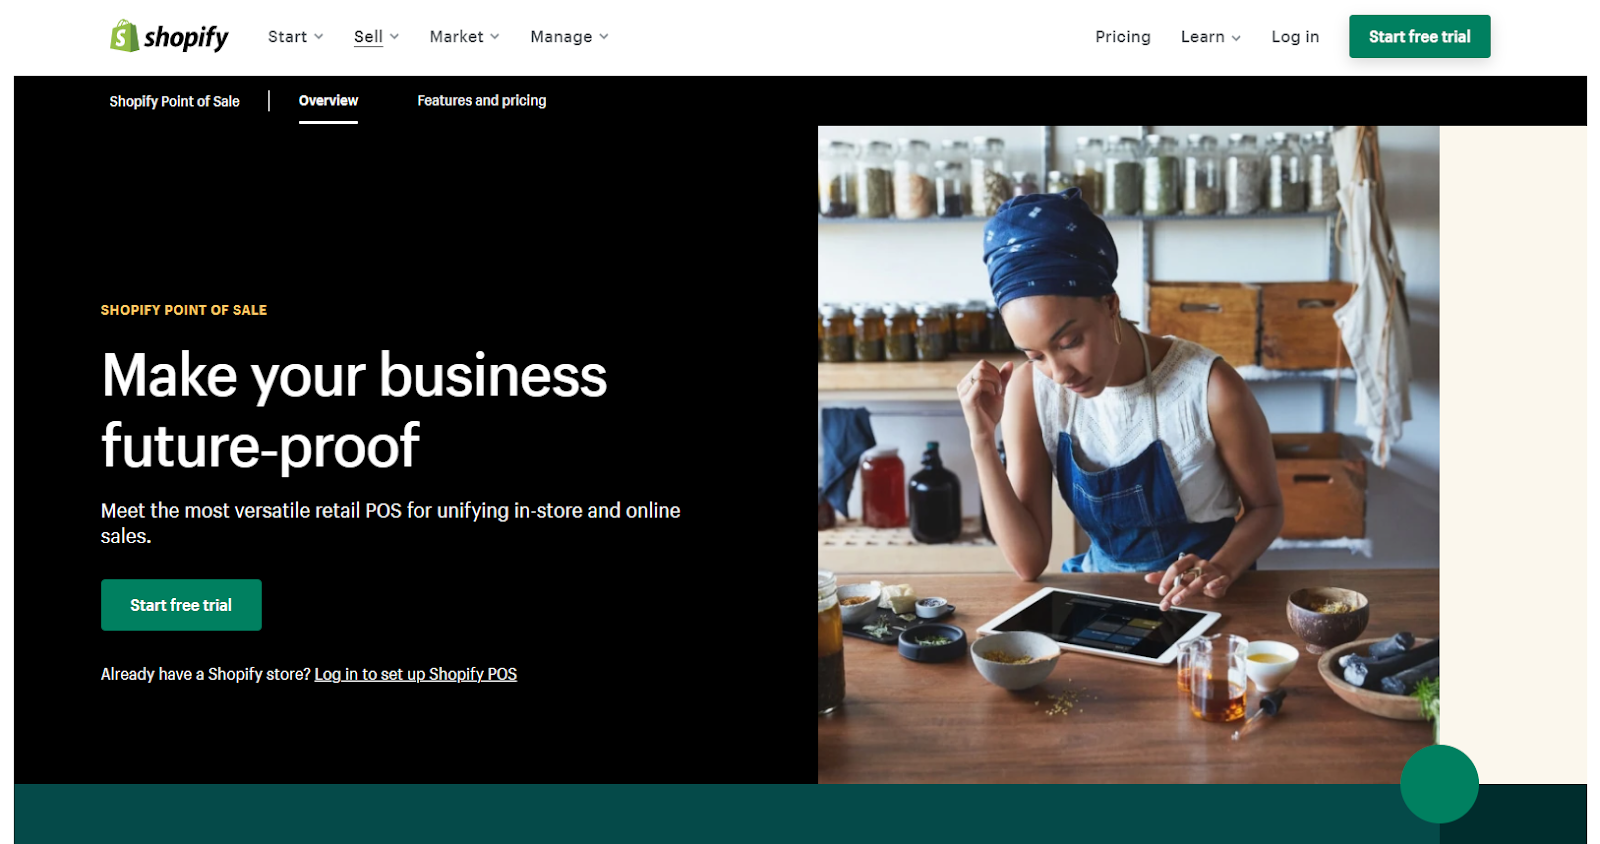 shopify
Start
Sell
Market
Manage
Pricing
Learn
Log in
Start free trial
Shopify Point of Sale
Overview
Features and pricing
SHOPIFY POINT OF SALE
Make your business
future-proof
Meet the most versatile retail POS for unifying in-store and online
sales.
Start free trial
Already have a Shopify store? Log in to set up Shopify POS